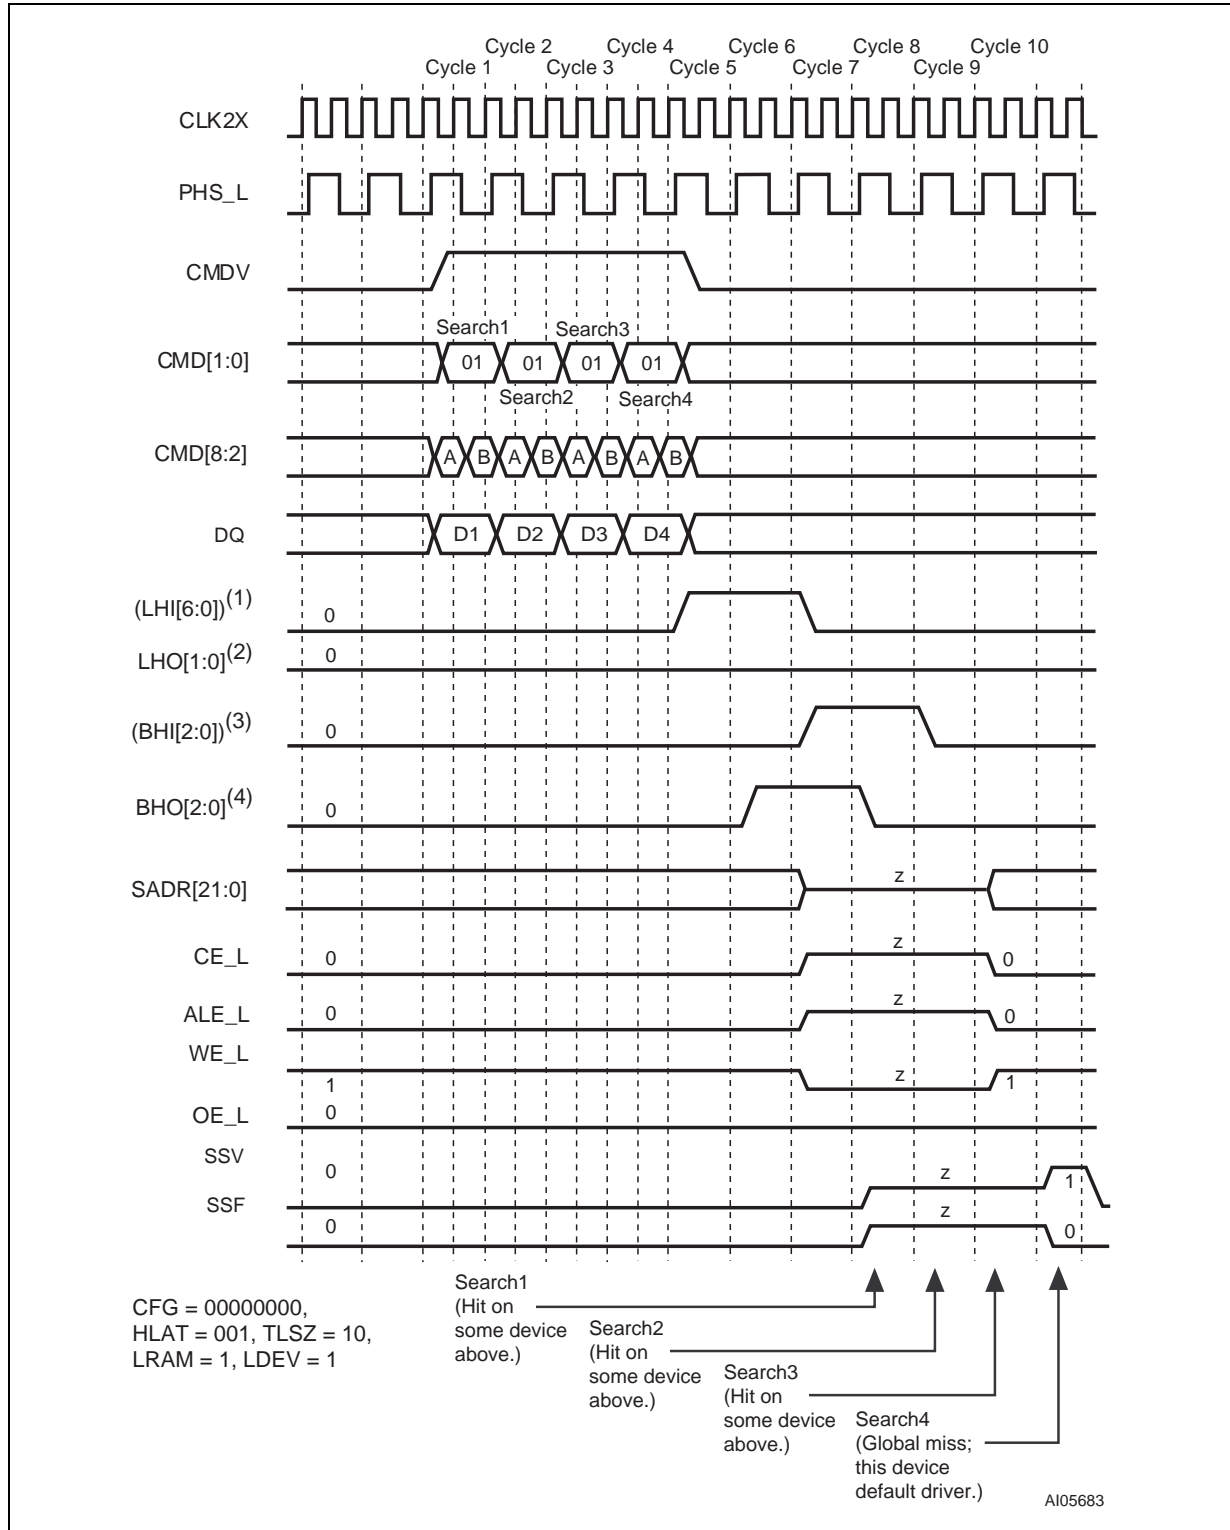 Cycle 2 Cycle 4 Cycle 6 Cycle 8 Cycle 10
Cycle 1 Cycle 3 Cycle 5 Cycle 7 Cycle 9
CLK2X
PHS_L
CMDV
Search1 Search3
CMD[1:0] 01 01 01 01
Search2 Search4
CMD[8:2] A B A B A B A B
DQ D1 D2 D3 D4
(LHI[6:0])(1) 0
LHO[1:0](2) 0
(BHI[2:0])(3) 0
BHO[2:0](4) 0
SADR[21:0] z
CE_L 0 z 0
ALE_L 0 z 0
WE_L
1 z 1
OE_L 0
SSV 0 z 1
SSF z
0 0
CFG = 00000000,
HLAT = 001, TLSZ = 10,
LRAM = 1, LDEV = 1
Search1
(Hit on
some device
above.)
Search2
(Hit on
some device
above.)
Search3
(Hit on
some device
above.)
Search4
(Global miss;
this device
default driver.)
AI05683